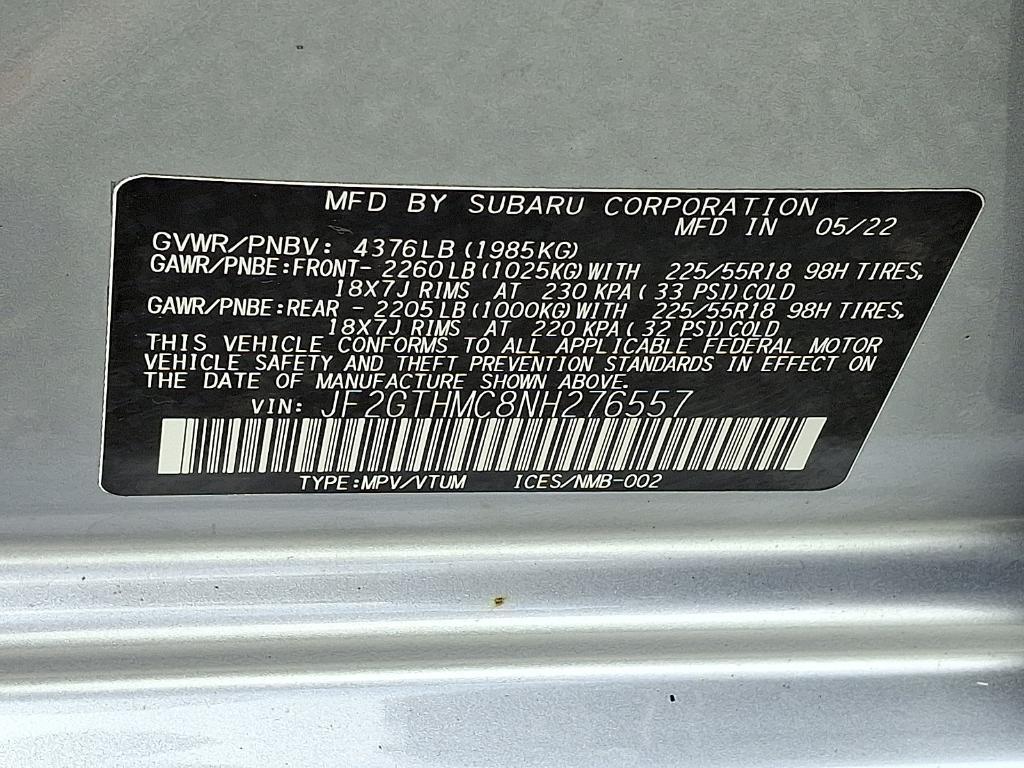 MFD BY SUBARU CORPORATION
MFD IN 05/22
GVWR/PNBV: 4376LB (1985KG)
GAWR/PNBE:FRONT- 2260 LB (1025KG) WITH 225/55R18 98H TIRES,
18X7J RIMS AT 230 KPA ( 33 PSI) COLD
GAWR/PNBE:REAR - 2205 LB (1000KG) WITH 225/55R18 98H TIRES,
18X7J RIMS AT 220 KPA ( 32 PSI) COLD
THIS VEHICLE CONFORMS TO ALL APPLICABLE FEDERAL MOTOR
VEHICLE SAFETY AND THEFT PREVENTION STANDARDS IN EFFECT ON
THE DATE OF MANUFACTURE SHOWN ABOVE.
VIN: JF2GTHMC8NH276557
TYPE:MPV/VTUM ICES/NMB-002